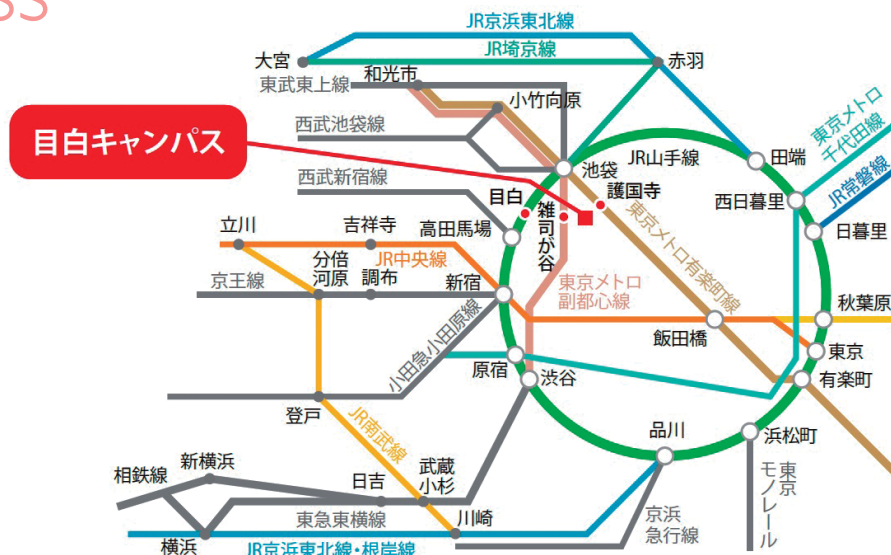 ss
JR京浜東北線
JR埼京線
大宮
赤羽
東武東上線
和光市
小竹向原
東京メトロ
千代田線
西武池袋線
目白キャンパス
池袋
JR山手線
田端
JR常磐線
西武新宿線
目白
護国寺
西日暮里
雑司が谷
立川
吉祥寺
高田馬場
日暮里
東京メトロ有楽町線
JR中央線
分倍
河原
京王線
調布
新宿
東京メトロ
副都心線
秋葉原
飯田橋
小田急小田原線
東京
原宿
渋谷
有楽町
登戸
JR南武線
品川
浜松町
東京
モノレール
新横浜
相鉄線
日吉
武蔵
小杉
東急東横線
川崎
京浜
急行線
横浜
JR京浜東北線・根岸線